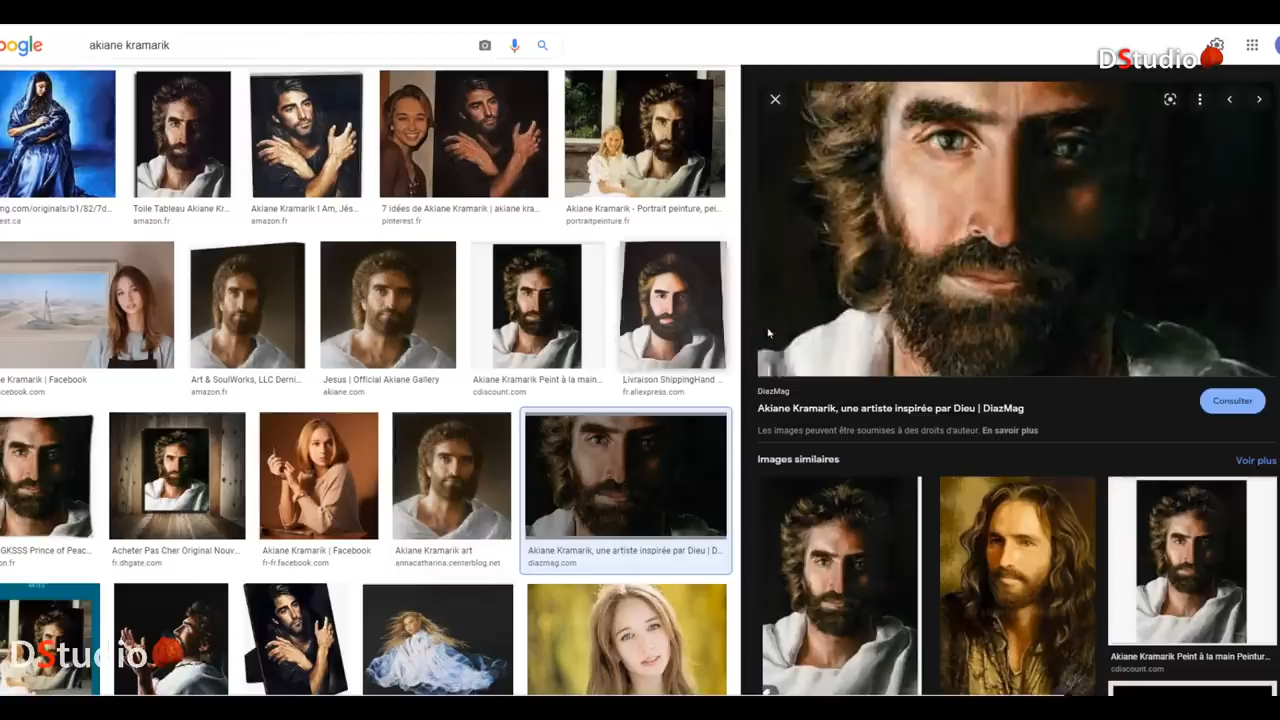 oogle
akiane kramarik
DStudio
mg.com/originals/b1/82/7d...
est.ca
Toile Tableau Akiane Kr...
amazon.fr
Akiane Kramarik I Am, Jés...
amazon.fr
7 idées de Akiane Kramarik | akiane kra...
pinterest.fr
Akiane Kramarik - Portrait peinture, pei...
portraitpeinture.fr
e Kramarik | Facebook
cebook.com
Art & SoulWorks, LLC Derni...
amazon.fr
Jesus | Official Akiane Gallery
akiane.com
Akiane Kramarik Peint à la main...
cdiscount.com
Livraison ShippingHand ...
fr.aliexpress.com
GKSSS Prince of Peac...
on.fr
Acheter Pas Cher Original Nouv...
fr.dhgate.com
Akiane Kramarik | Facebook
fr-fr.facebook.com
Akiane Kramarik art
annacatharina.centerblog.net
Akiane Kramarik, une artiste inspirée par Dieu | D...
diazmag.com
DiazMag
Akiane Kramarik, une artiste inspirée par Dieu | DiazMag
Consulter
Les images peuvent être soumises à des droits d'auteur. En savoir plus
Images similaires
Voir plus
Akiane Kramarik Peint à la main Peintur...
cdiscount.com
DStudio